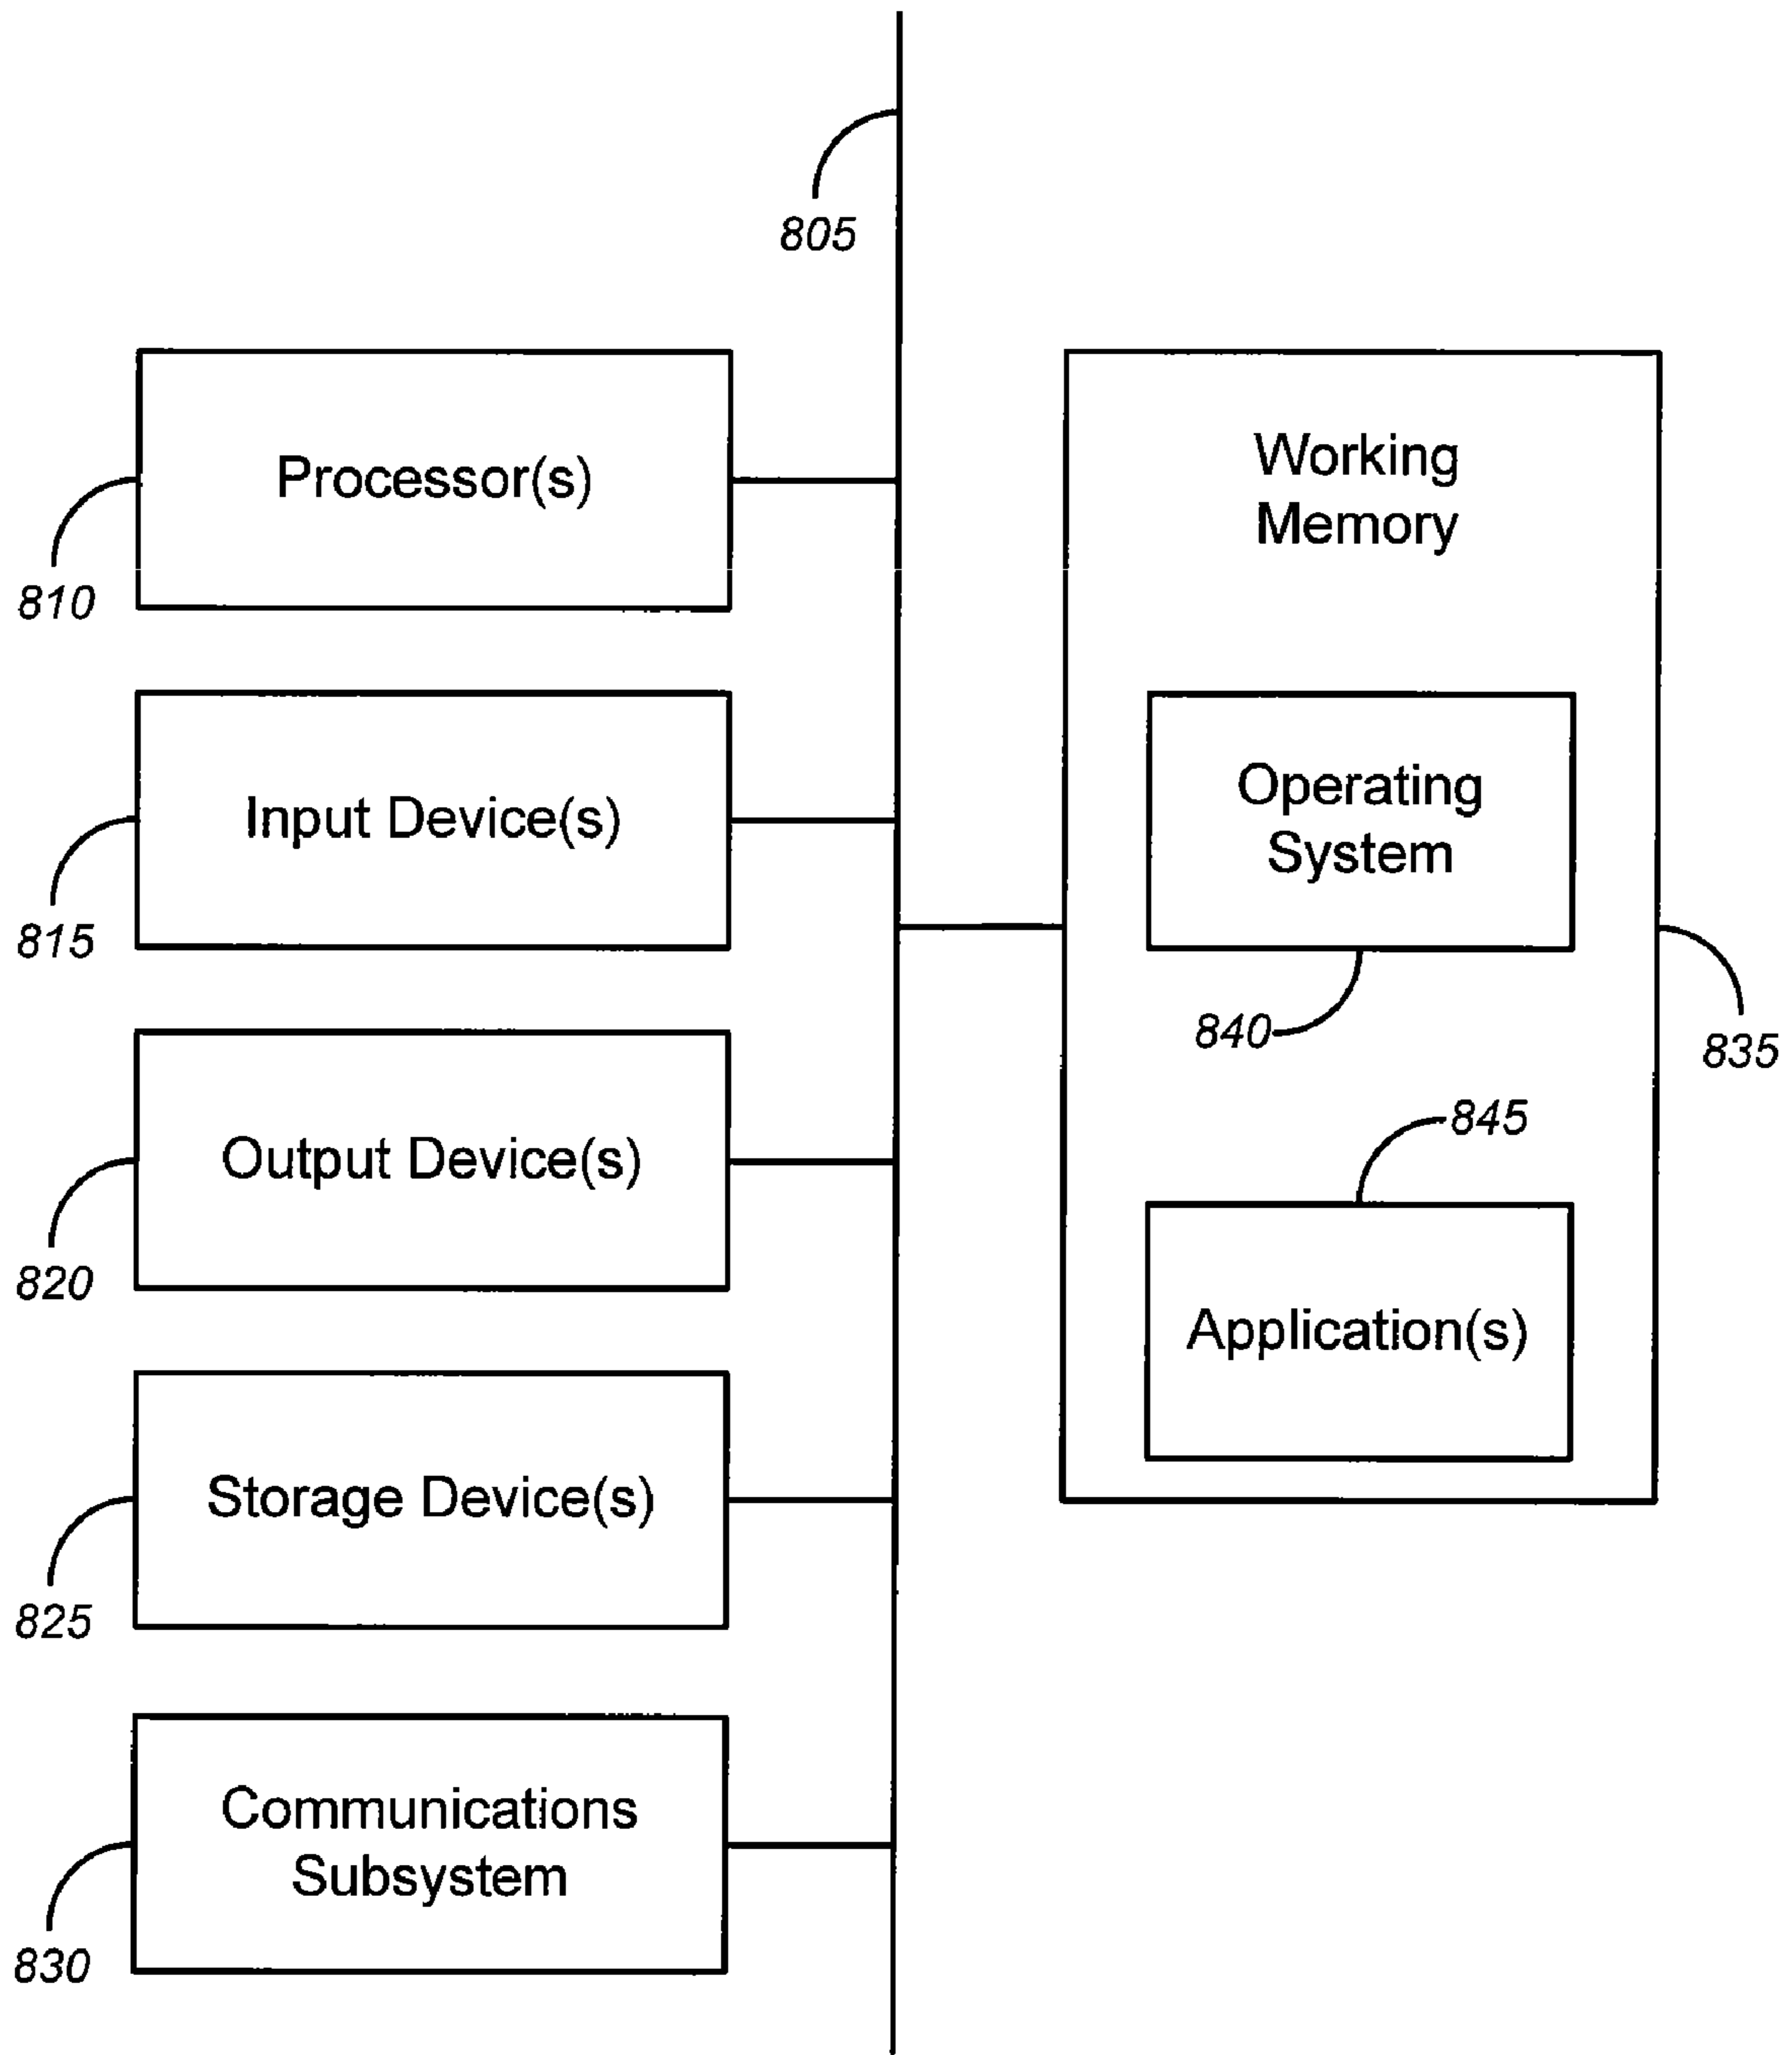 805
Processor(s)
810
Input Device(s)
815
Output Device(s)
820
Storage Device(s)
825
Communications
Subsystem
830
Working
Memory
Operating
System
840
835
845
Application(s)